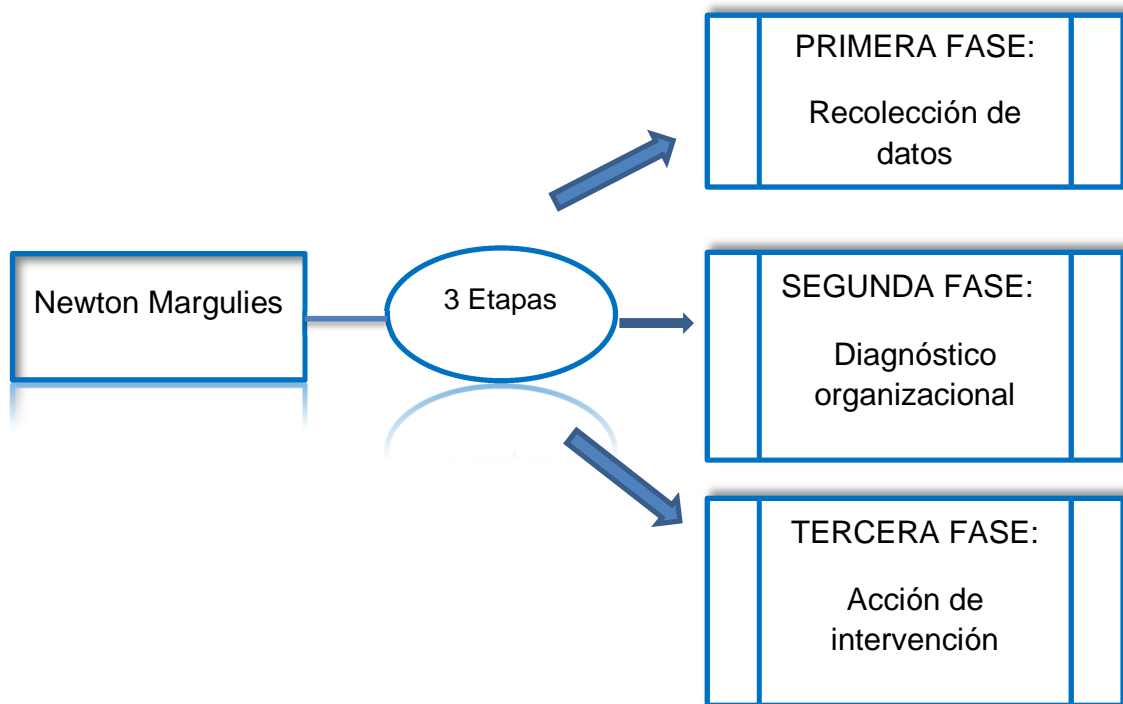 Newton Margulies
3 Etapas
PRIMERA FASE:
Recolección de
datos
SEGUNDA FASE:
Diagnóstico
organizacional
TERCERA FASE:
Acción de
intervención